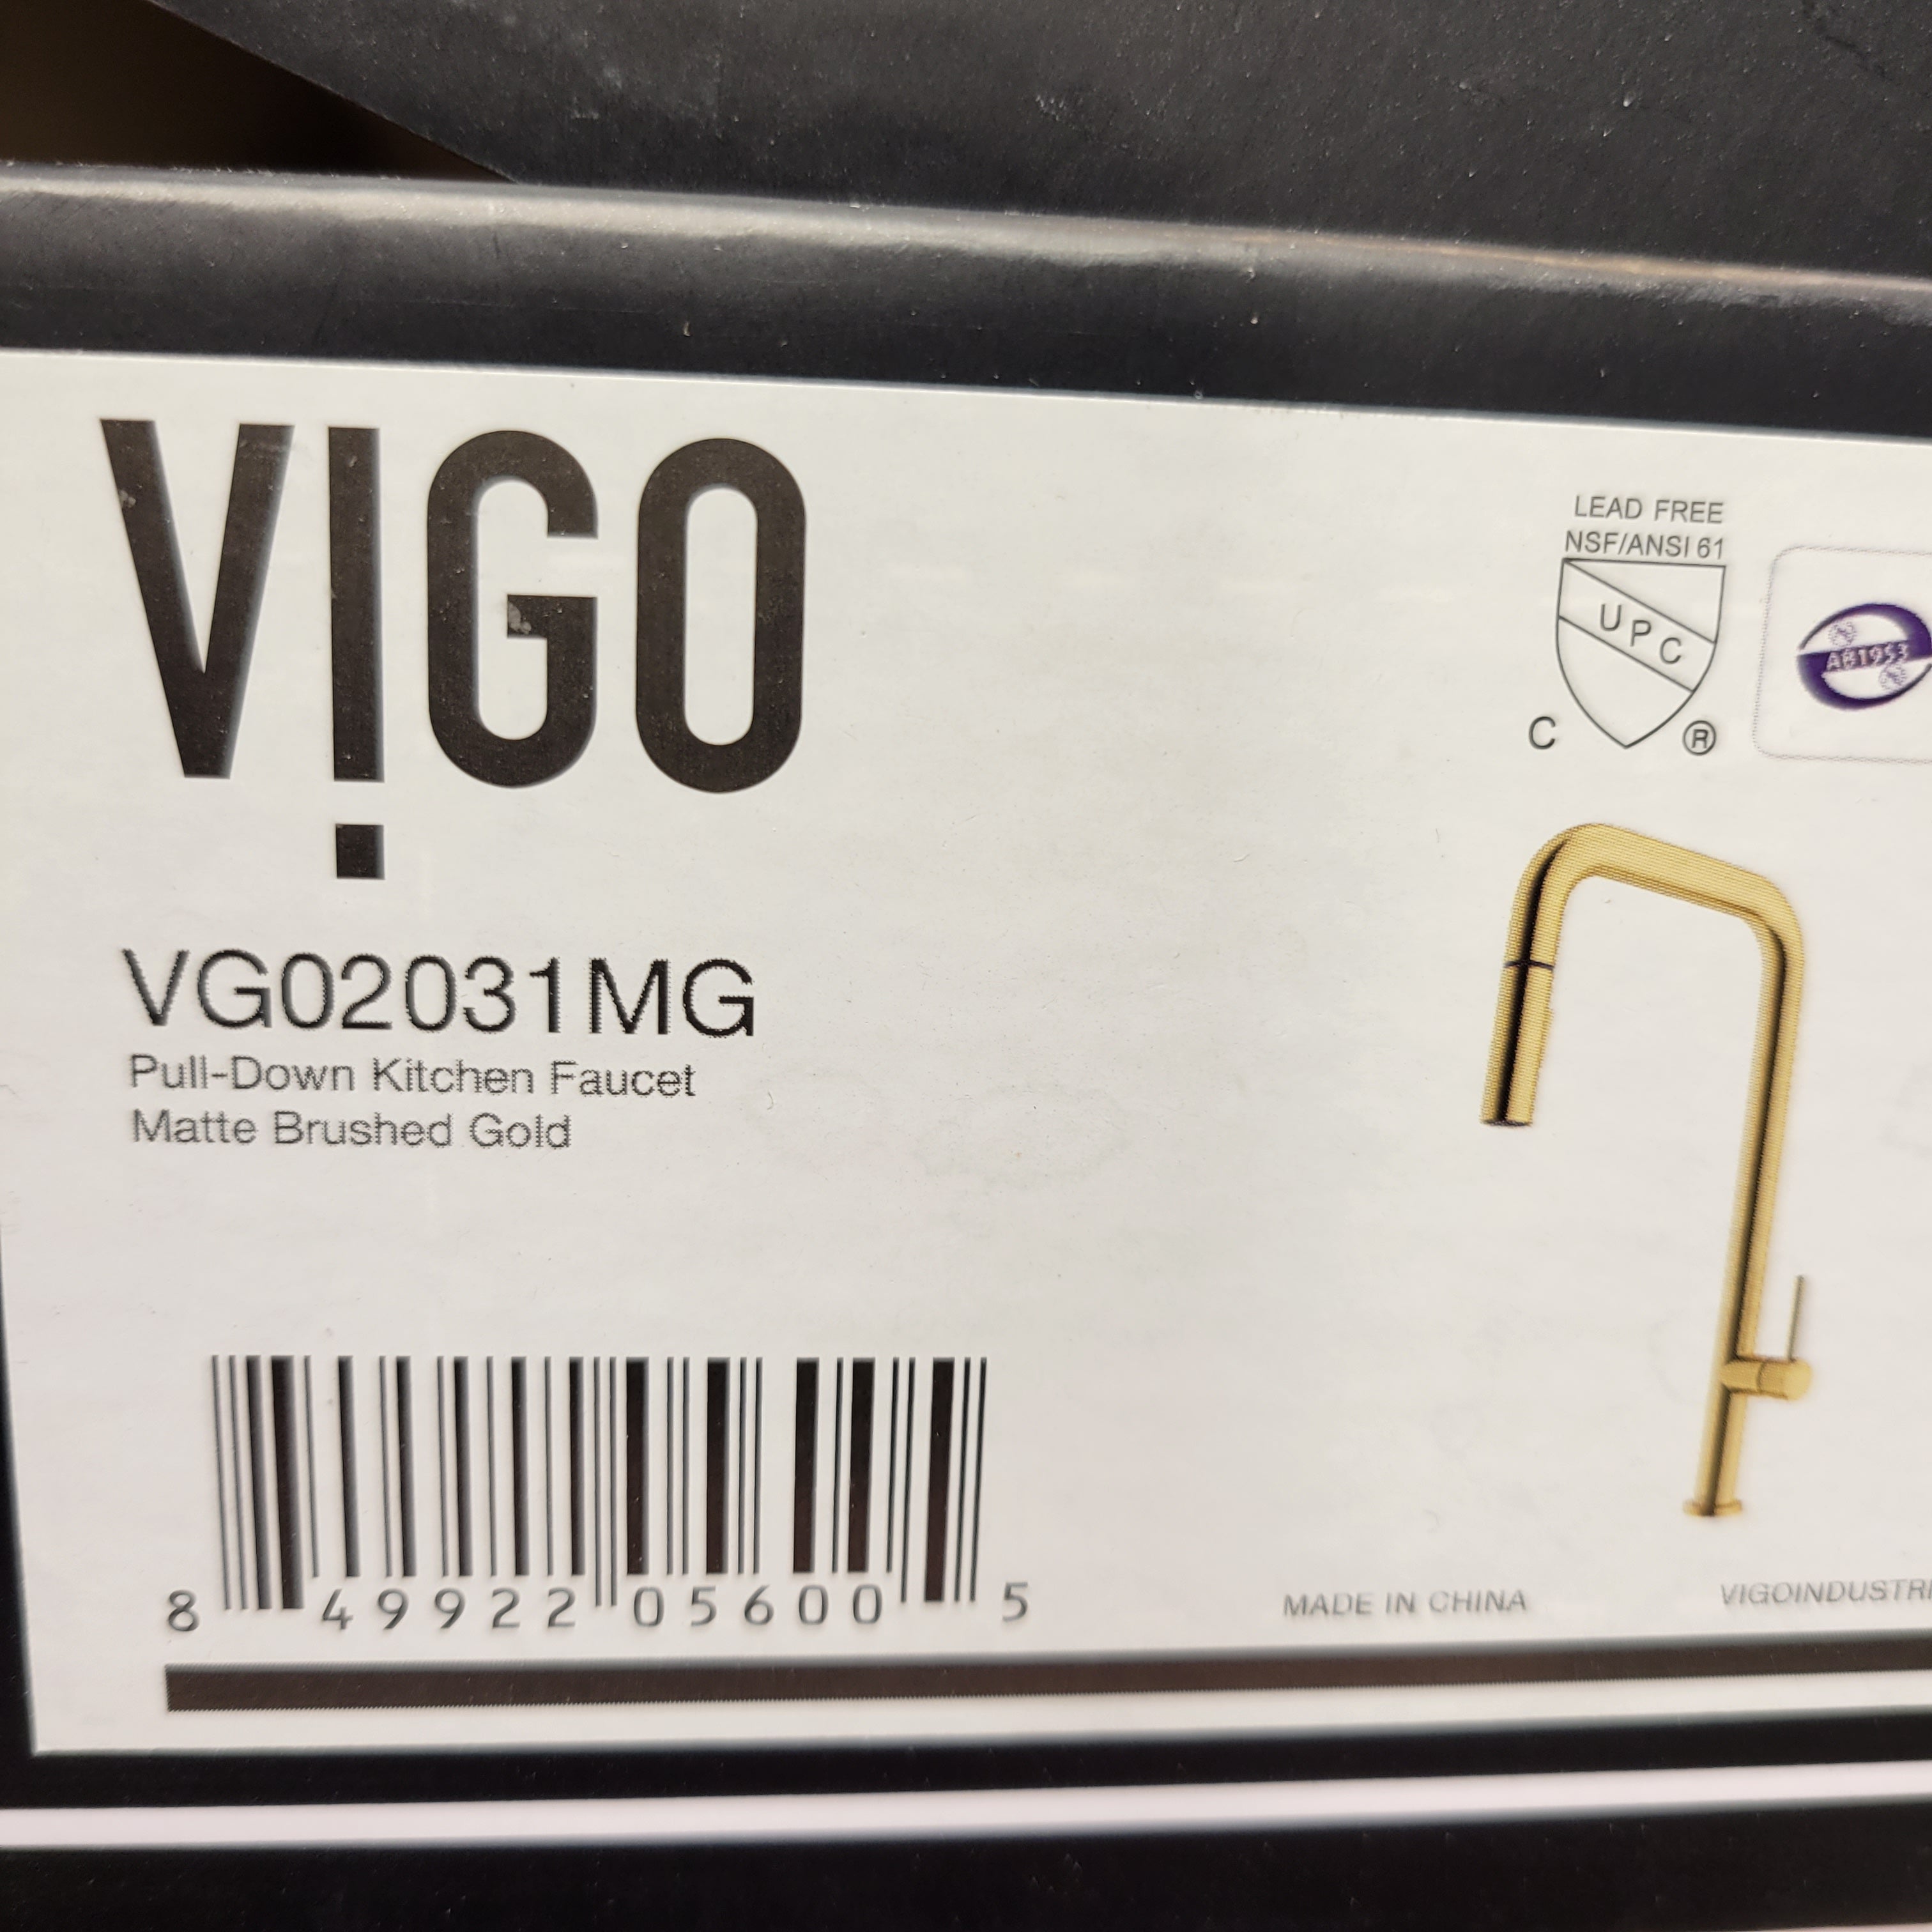 VIGO
LEAD FREE
NSF/ANSI 61
UPC
C ®
AB1953
VG02031MG
Pull-Down Kitchen Faucet
Matte Brushed Gold
8 49922 05600 5
MADE IN CHINA
VIGOINDUSTRI